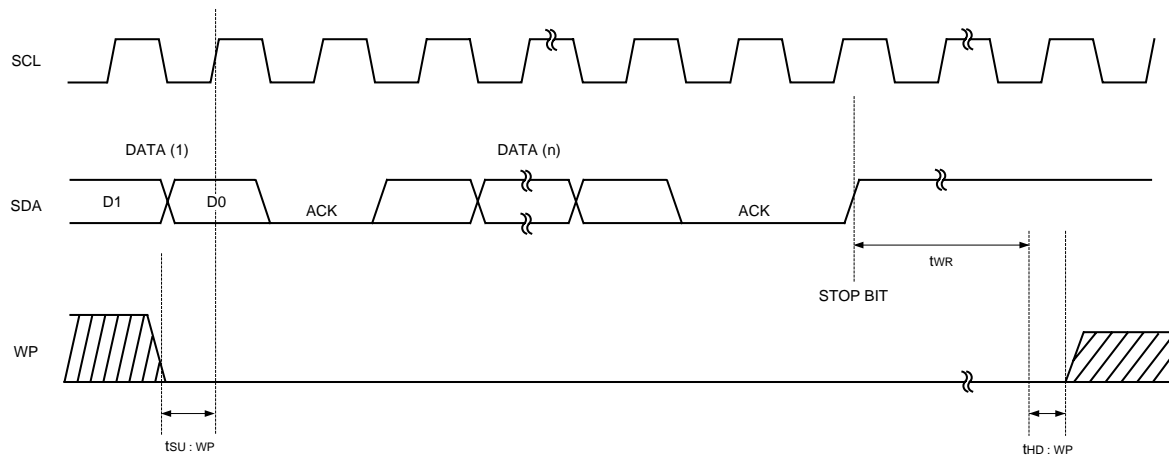 SCL
DATA (1)
DATA (n)
SDA
D1
D0
ACK
ACK
tWR
STOP BIT
WP
tSU : WP
tHD : WP